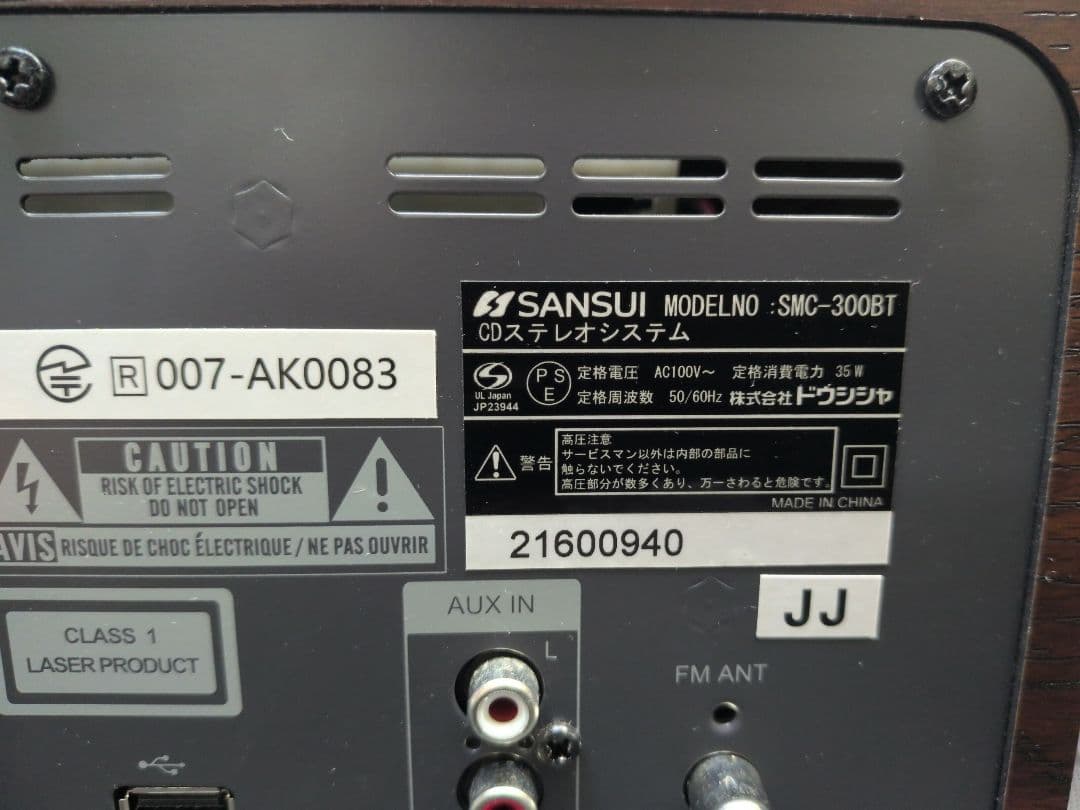 SANSUI MODELNO :SMC-300BT
CDステレオシステム
R 007-AK0083
UL Japan
JP23944
PSE
定格電圧 AC100V～ 定格消費電力 35W
定格周波数 50/60Hz 株式会社ドウシシャ
警告
高圧注意
サービスマン以外は内部の部品に
触らないでください。
高圧部分が数多くあり、万一さわると危険です。
MADE IN CHINA
21600940
JJ
CAUTION
RISK OF ELECTRIC SHOCK
DO NOT OPEN
AVIS RISQUE DE CHOC ÉLECTRIQUE / NE PAS OUVRIR
CLASS 1
LASER PRODUCT
AUX IN
L
FM ANT